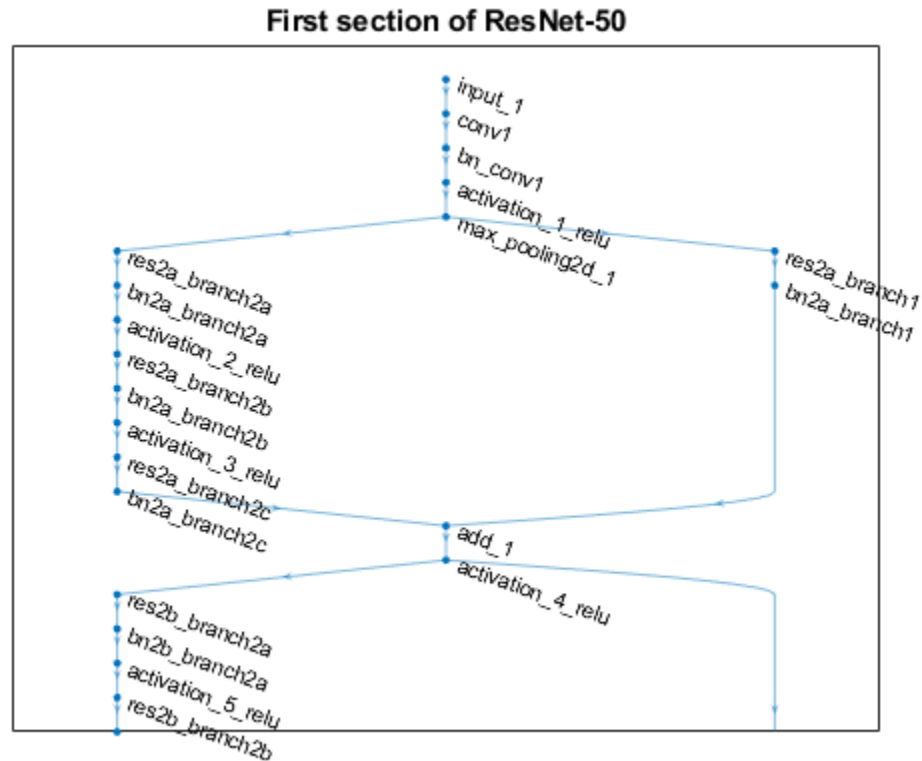 First section of ResNet-50
input_1
conv1
bn_conv1
activation_1_relu
max_pooling2d_1
res2a_branch2a
bn2a_branch2a
activation_2_relu
res2a_branch2b
bn2a_branch2b
activation_3_relu
res2a_branch2c
bn2a_branch2c
res2a_branch1
bn2a_branch1
add_1
activation_4_relu
res2b_branch2a
bn2b_branch2a
activation_5_relu
res2b_branch2b